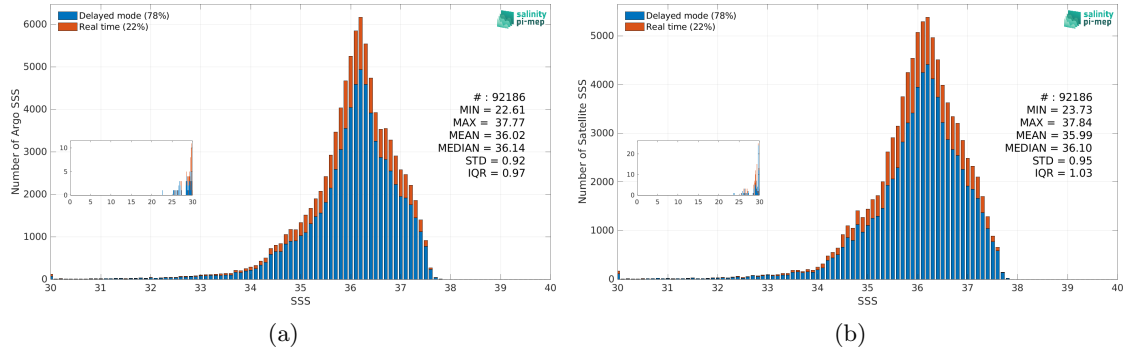 Delayed mode (78%)
Real time (22%)
salinity
pi-mep
Number of Argo SSS
6000
5000
4000
3000
2000
1000
0
# : 92186
MIN = 22.61
MAX = 37.77
MEAN = 36.02
MEDIAN = 36.14
STD = 0.92
IQR = 0.97
10
5
0
0 5 10 15 20 25 30
30 31 32 33 34 35 36 37 38 39 40
SSS
(a)
Delayed mode (78%)
Real time (22%)
salinity
pi-mep
Number of Satellite SSS
5000
4000
3000
2000
1000
0
# : 92186
MIN = 23.73
MAX = 37.84
MEAN = 35.99
MEDIAN = 36.10
STD = 0.95
IQR = 1.03
20
10
0
0 5 10 15 20 25 30
30 31 32 33 34 35 36 37 38 39 40
SSS
(b)